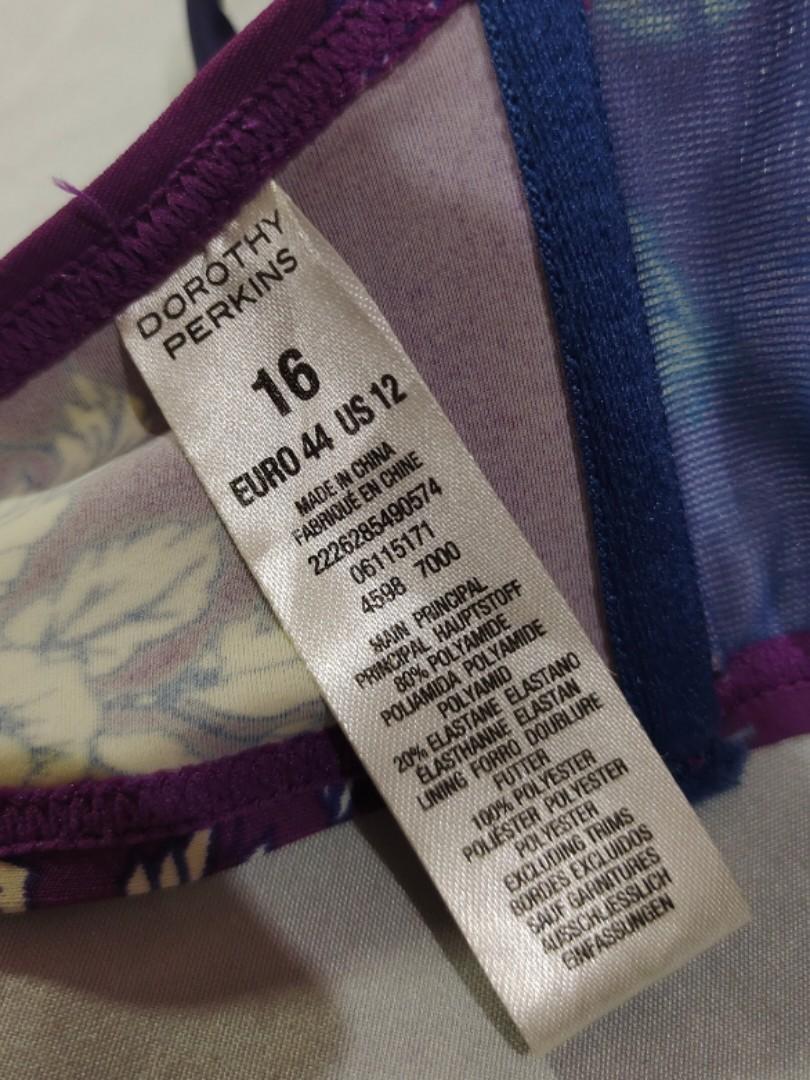 DOROTHY
PERKINS
16
EURO 44 US 12
MADE IN CHINA
FABRIQUÉ EN CHINE
2226285490574
06115171
4598 7000
MAIN PRINCIPAL
PRINCIPAL HAUPTSTOFF
80% POLYAMIDE
POLIAMIDA POLYAMIDE
POLYAMID
20% ELASTANE ELASTANO
ÉLASTHANNE ELASTAN
LINING FORRO DOUBLURE
FUTTER
100% POLYESTER
POLIÉSTER POLYESTER
POLYESTER
EXCLUDING TRIMS
BORDES EXCLUIDOS
SAUF GARNITURES
AUSSCHLIESSLICH
EINFASSUNGEN